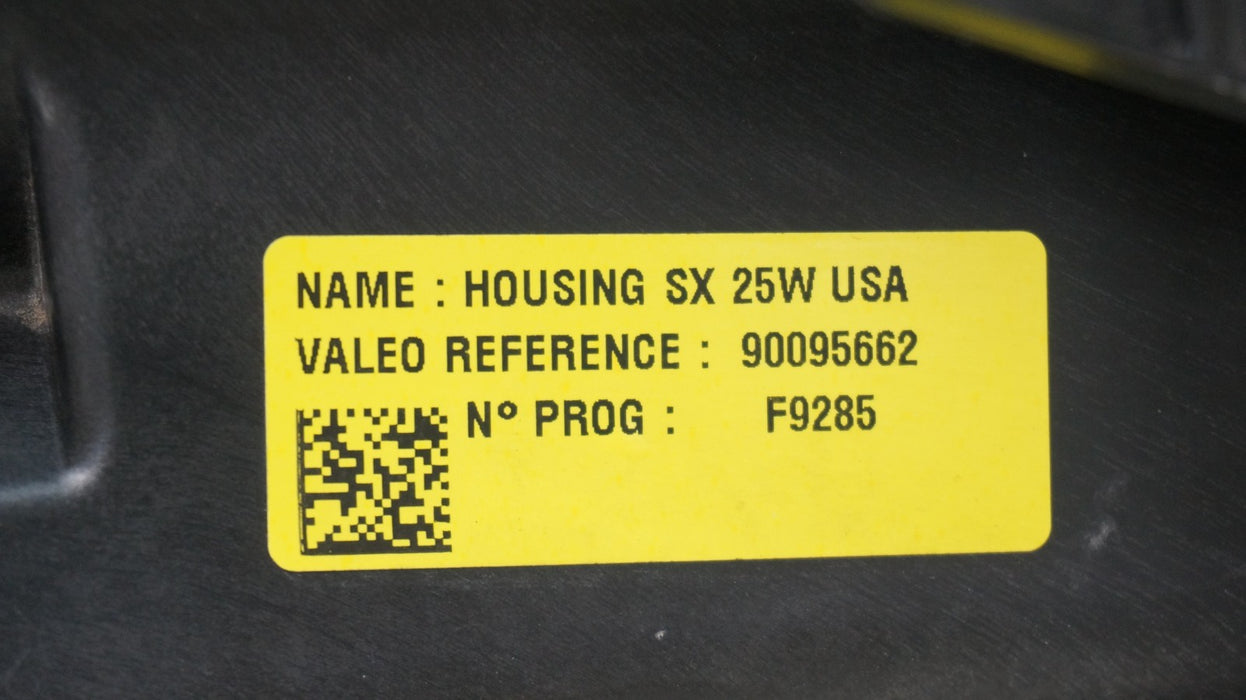 NAME : HOUSING SX 25W USA
VALEO REFERENCE : 90095662
N° PROG : F9285